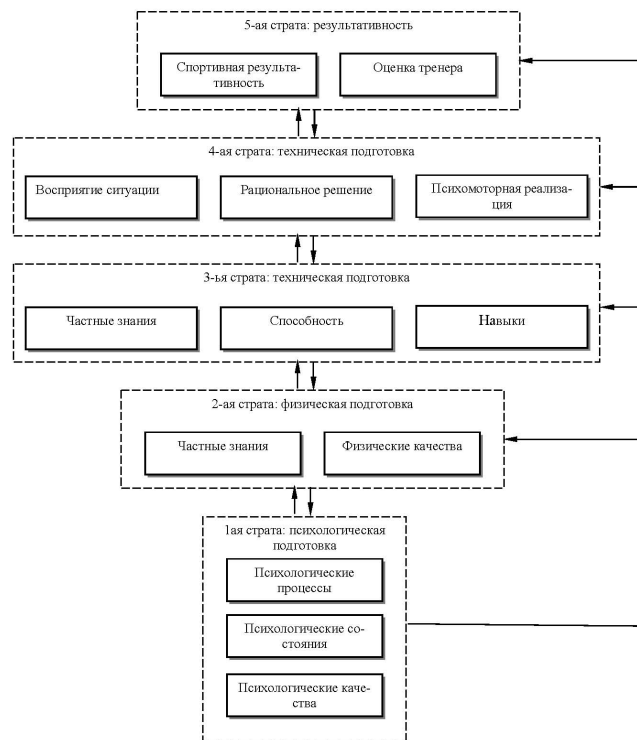 5-ая страта: результативность
Спортивная результа-
тивность
Оценка тренера
4-ая страта: техническая подготовка
Восприятие ситуации
Рациональное решение
Психомоторная реализа-
ция
3-ья страта: техническая подготовка
Частные знания
Способность
Навыки
2-ая страта: физическая подготовка
Частные знания
Физические качества
1ая страта: психологическая
подготовка
Психологические
процессы
Психологические со-
стояния
Психологические каче-
ства